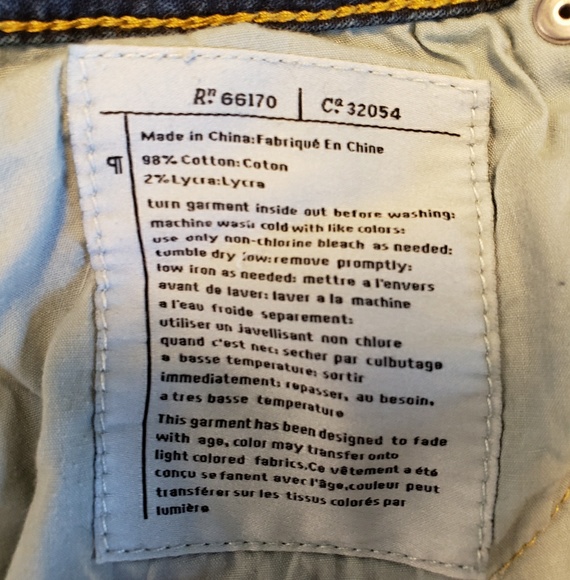 Rn. 66170 | Ca. 32054
Made in China:Fabriqué En Chine
¶
98% Cotton:Coton
2%Lycra:Lycra
turn garment inside out before washing:
machine wash cold with like colors:
use only non-chlorine bleach as needed:
tumble dry low:remove promptly:
low iron as needed: mettre a l'envers
avant de laver: laver a la machine
a l'eau froide separement:
utiliser un javellisant non chlore
quand c'est nec: secher par culbutage
a basse temperature: sortir
immediatement: repasser, au besoin,
a tres basse temperature
This garment has been designed to fade
with age, color may transfer onto
light colored fabrics.Ce vêtement a été
conçu se fanent avec l'âge,couleur peut
transférer sur les tissus colorés par
lumière